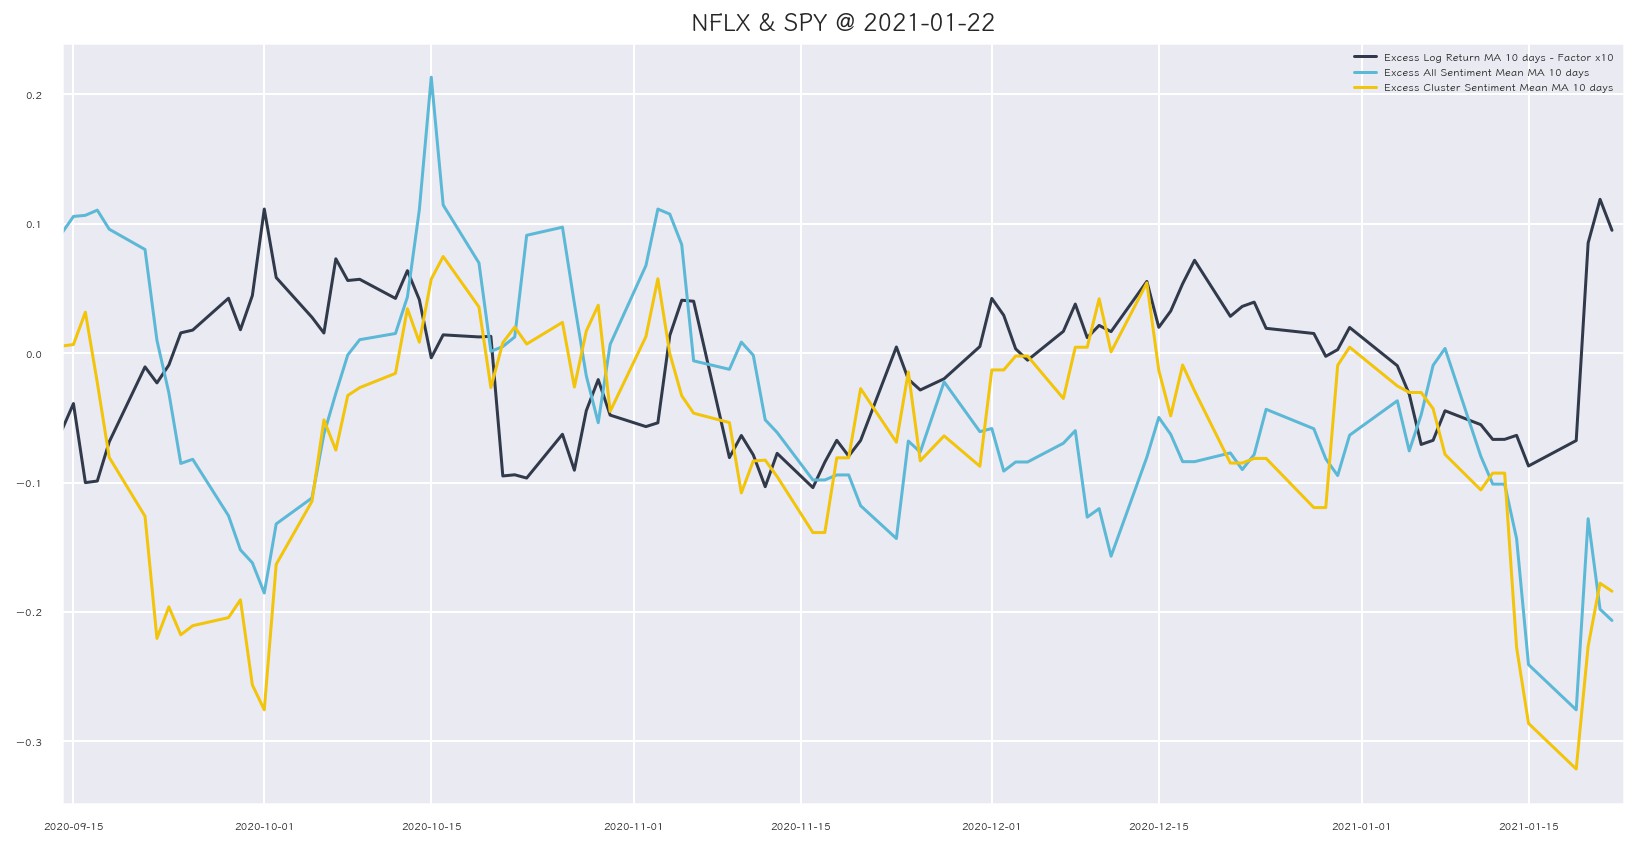 NFLX & SPY @ 2021-01-22
Excess Log Return MA 10 days - Factor x10
Excess All Sentiment Mean MA 10 days
Excess Cluster Sentiment Mean MA 10 days
0.2
0.1
0.0
−0.1
−0.2
−0.3
2020-09-15 2020-10-01 2020-10-15 2020-11-01 2020-11-15 2020-12-01 2020-12-15 2021-01-01 2021-01-15